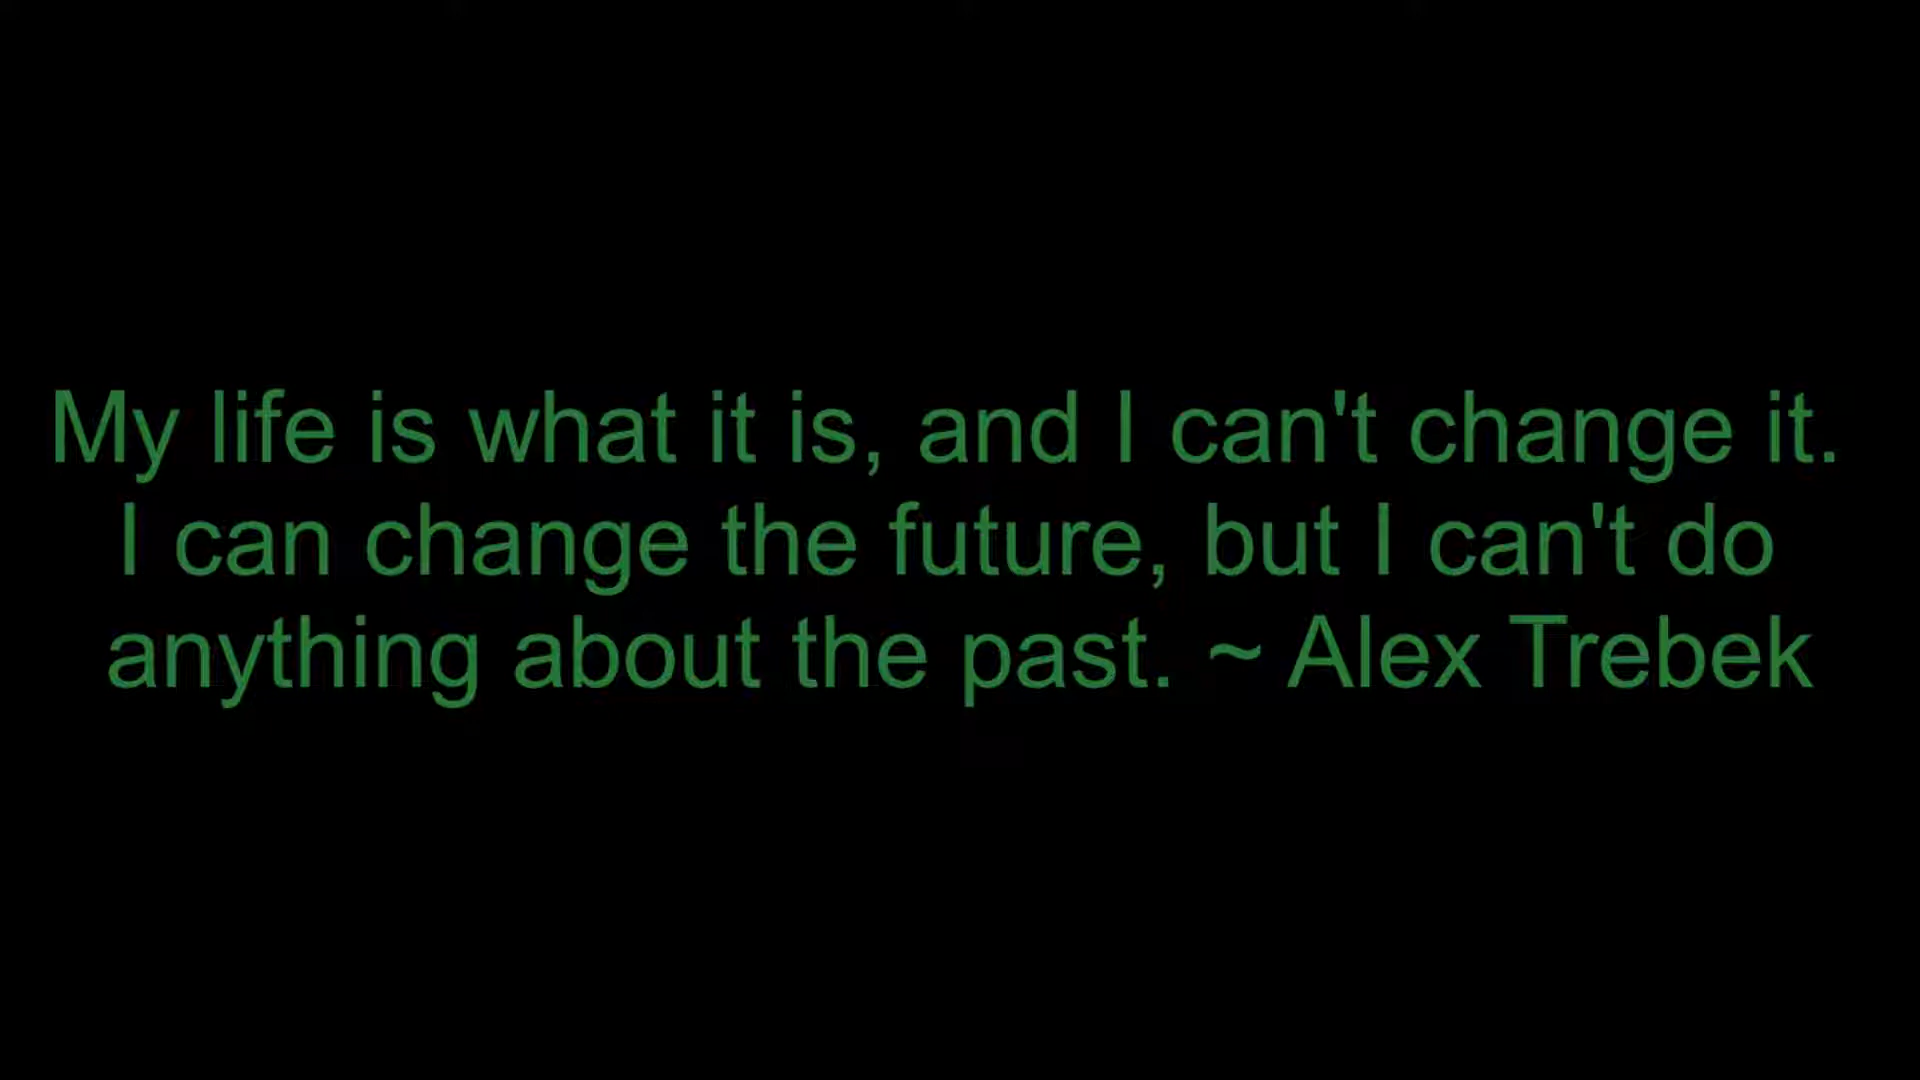 My life is what it is, and I can't change it.
I can change the future, but I can't do
anything about the past. ~ Alex Trebek